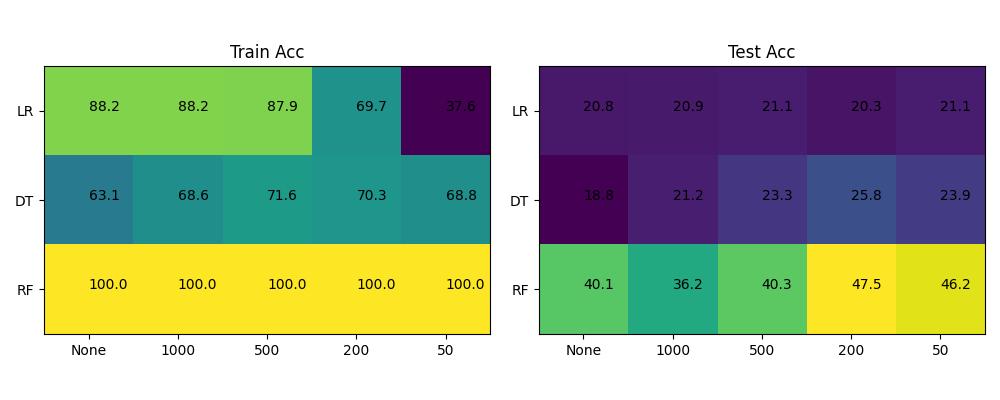 Train Acc
LR 88.2 88.2 87.9 69.7 37.6
DT 63.1 68.6 71.6 70.3 68.8
RF 100.0 100.0 100.0 100.0 100.0
None 1000 500 200 50
Test Acc
LR 20.8 20.9 21.1 20.3 21.1
DT 18.8 21.2 23.3 25.8 23.9
RF 40.1 36.2 40.3 47.5 46.2
None 1000 500 200 50